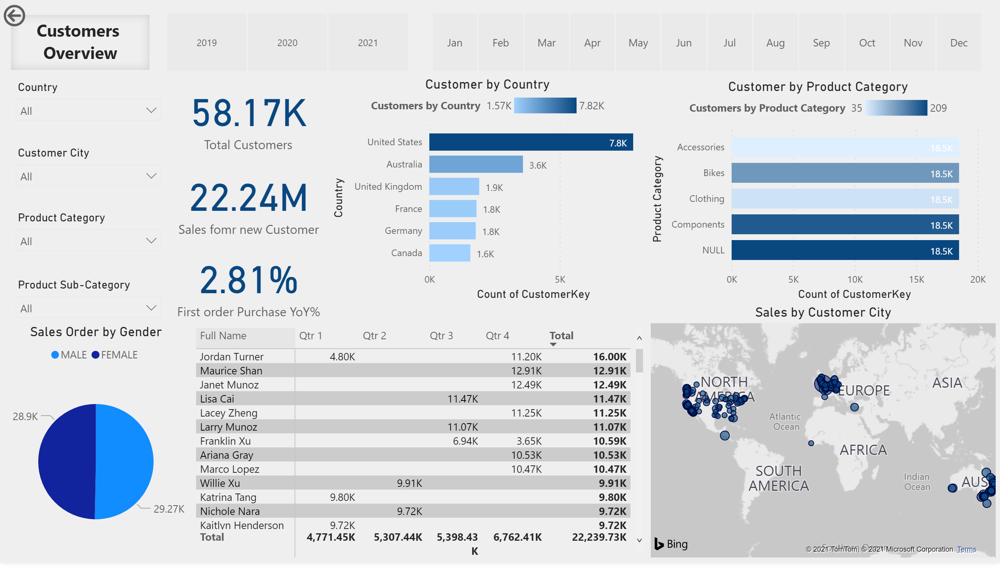 Customers
Overview
2019 2020 2021
Jan Feb Mar Apr May Jun Jul Aug Sep Oct Nov Dec
Country
All
Customer City
All
Product Category
All
Product Sub-Category
All
58.17K
Total Customers
22.24M
Sales fomr new Customer
2.81%
First order Purchase YoY%
Customer by Country
Customers by Country 1.57K 7.82K
Country
United States 7.8K
Australia 3.6K
United Kingdom 1.9K
France 1.8K
Germany 1.8K
Canada 1.6K
0K 5K
Count of CustomerKey
Customer by Product Category
Customers by Product Category 35 209
Product Category
Accessories 18.5K
Bikes 18.5K
Clothing 18.5K
Components 18.5K
NULL 18.5K
0K 5K 10K 15K 20K
Count of CustomerKey
Sales Order by Gender
MALE FEMALE
28.9K
29.27K
Full Name Qtr 1 Qtr 2 Qtr 3 Qtr 4 Total
Jordan Turner 4.80K 11.20K 16.00K
Maurice Shan 12.91K 12.91K
Janet Munoz 12.49K 12.49K
Lisa Cai 11.47K 11.47K
Lacey Zheng 11.25K 11.25K
Larry Munoz 11.07K 11.07K
Franklin Xu 6.94K 3.65K 10.59K
Ariana Gray 10.53K 10.53K
Marco Lopez 10.47K 10.47K
Willie Xu 9.91K 9.91K
Katrina Tang 9.80K 9.80K
Nichole Nara 9.72K 9.72K
Kaitlyn Henderson 9.72K 9.72K
Total 4,771.45K 5,307.44K 5,398.43 6,762.41K 22,239.73K
K
Sales by Customer City
NORTH
AMERICA
EUROPE
ASIA
Atlantic
Ocean
AFRICA
SOUTH
AMERICA
Indian
Ocean
AUS
Bing
Southern Ocean
© 2021 TomTom, © 2021 Microsoft Corporation Terms